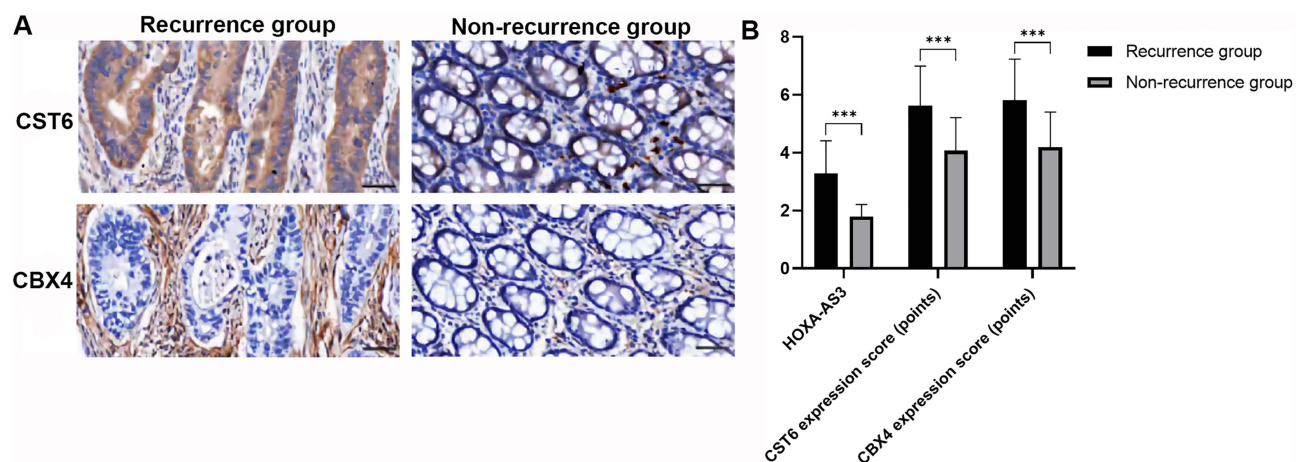 A
Recurrence group
Non-recurrence group
CST6
CBX4
B
8
6
4
2
0
***
***
***
HOXA-AS3
CST6 expression score (points)
CBX4 expression score (points)
Recurrence group
Non-recurrence group